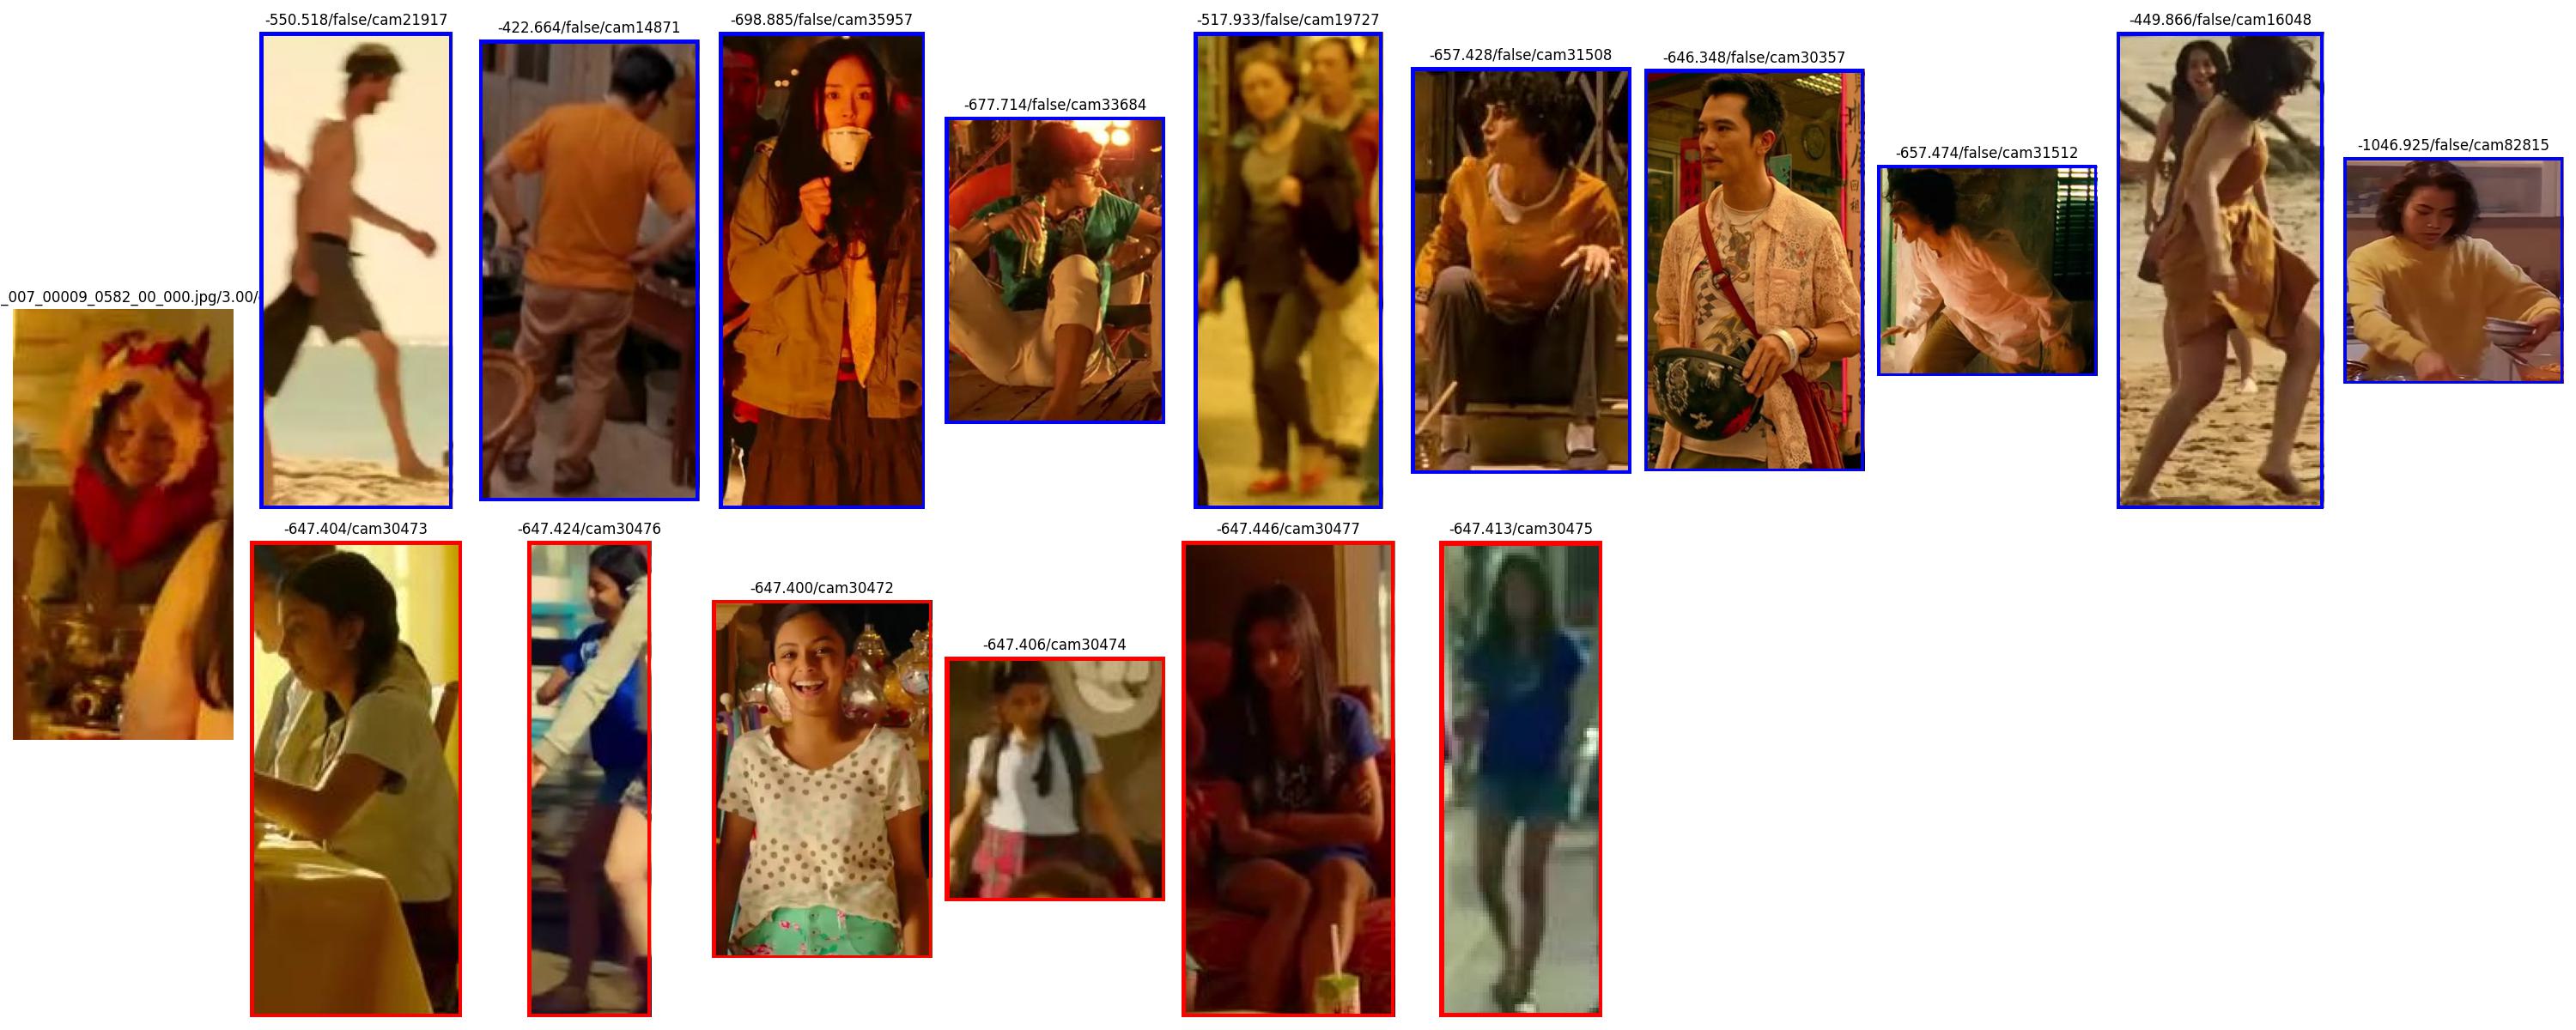 -550.518/false/cam21917
-422.664/false/cam14871
-698.885/false/cam35957
-677.714/false/cam33684
-517.933/false/cam19727
-657.428/false/cam31508
-646.348/false/cam30357
-657.474/false/cam31512
-449.866/false/cam16048
-1046.925/false/cam82815
_007_00009_0582_00_000.jpg/3.00/
-647.404/cam30473
-647.424/cam30476
-647.400/cam30472
-647.406/cam30474
-647.446/cam30477
-647.413/cam30475